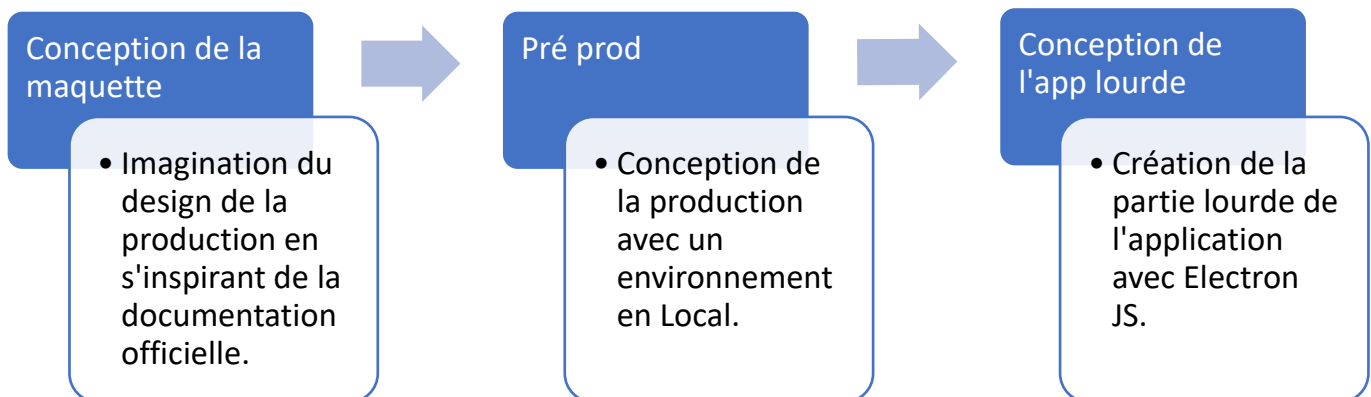 Conception de la
maquette
• Imagination du
design de la
production en
s'inspirant de la
documentation
officielle.
Pré prod
• Conception de
la production
avec un
environnement
en Local.
Conception de
l'app lourde
• Création de la
partie lourde de
l'application
avec Electron
JS.